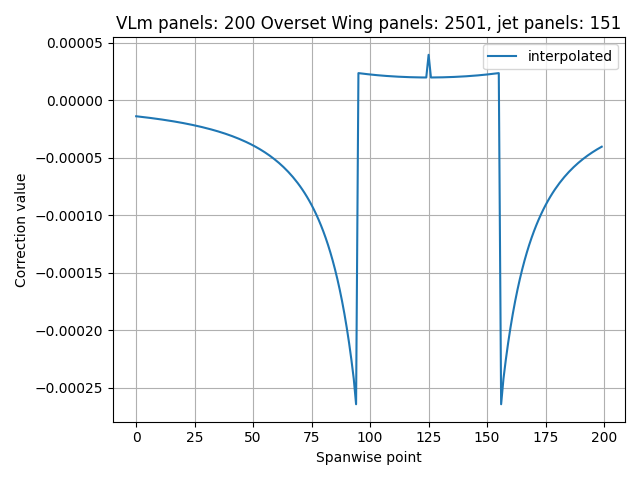 VLm panels: 200 Overset Wing panels: 2501, jet panels: 151
interpolated
0.00005
0.00000
−0.00005
−0.00010
−0.00015
−0.00020
−0.00025
Correction value
0 25 50 75 100 125 150 175 200
Spanwise point